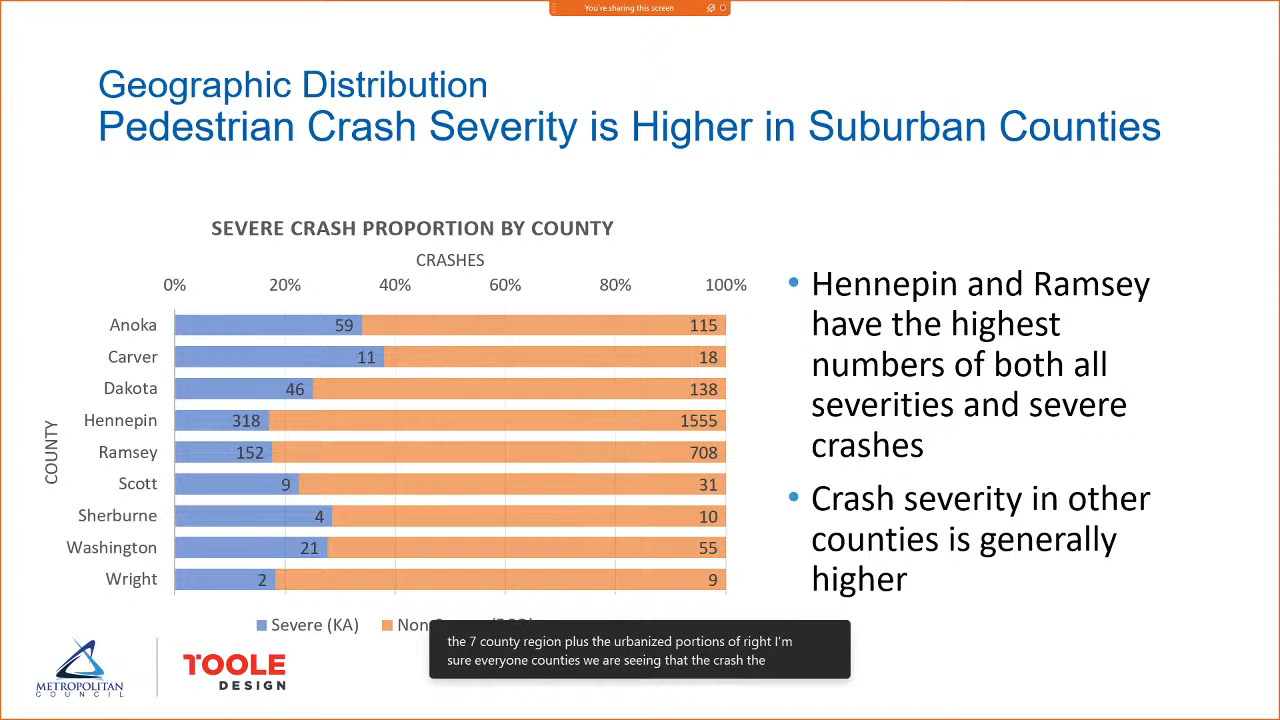 You're sharing this screen
Geographic Distribution
Pedestrian Crash Severity is Higher in Suburban Counties
SEVERE CRASH PROPORTION BY COUNTY
CRASHES
0% 20% 40% 60% 80% 100%
COUNTY
Anoka 59 115
Carver 11 18
Dakota 46 138
Hennepin 318 1555
Ramsey 152 708
Scott 9 31
Sherburne 4 10
Washington 21 55
Wright 2 9
Severe (KA) Non
• Hennepin and Ramsey
have the highest
numbers of both all
severities and severe
crashes
• Crash severity in other
counties is generally
higher
the 7 county region plus the urbanized portions of right I'm
sure everyone counties we are seeing that the crash the
METROPOLITAN
COUNCIL
TOOLE
DESIGN